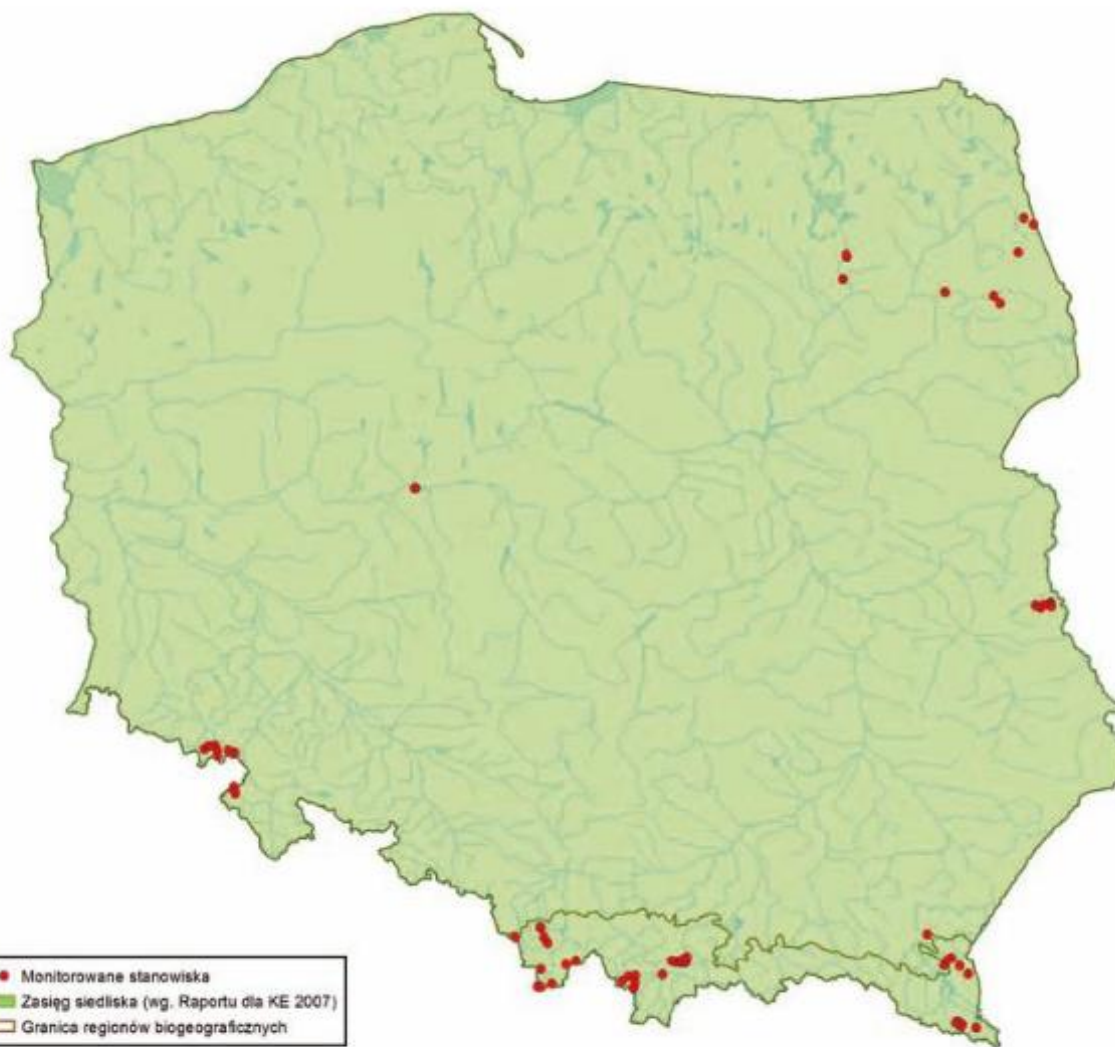 Monitorowane stanowiska
Zasięg siedliska (wg. Raportu dla KE 2007)
Granica regionów biogeograficznych